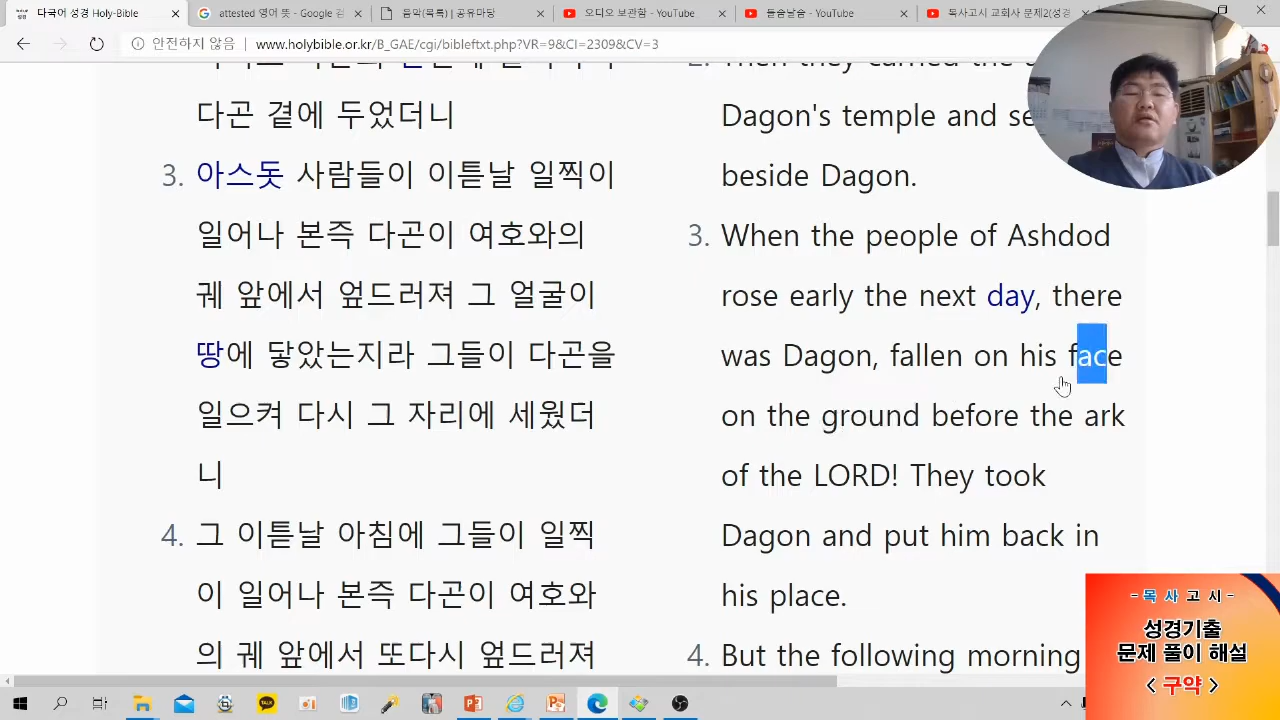 다국어 성경 Holy-Bible
attested 영어 뜻 - Google 검
음악(목록) | 공유마당
오디오 보관함 - YouTube
돌솜날솜 - YouTube
목사고시 교회사 문제2(성경
안전하지 않음
www.holybible.or.kr/B_GAE/cgi/bibleftxt.php?VR=9&CI=2309&CV=3
다곤 곁에 두었더니
3. 아스돗 사람들이 이튿날 일찍이
일어나 본즉 다곤이 여호와의
궤 앞에서 엎드러져 그 얼굴이
땅에 닿았는지라 그들이 다곤을
일으켜 다시 그 자리에 세웠더
니
4. 그 이튿날 아침에 그들이 일찍
이 일어나 본즉 다곤이 여호와
의 궤 앞에서 또다시 엎드러져
2. Then they carried the
Dagon's temple and se
beside Dagon.
3. When the people of Ashdod
rose early the next day, there
was Dagon, fallen on his face
on the ground before the ark
of the LORD! They took
Dagon and put him back in
his place.
4. But the following morning
- 목 사 고 시 -
성경기출
문제 풀이 해설
< 구약 >